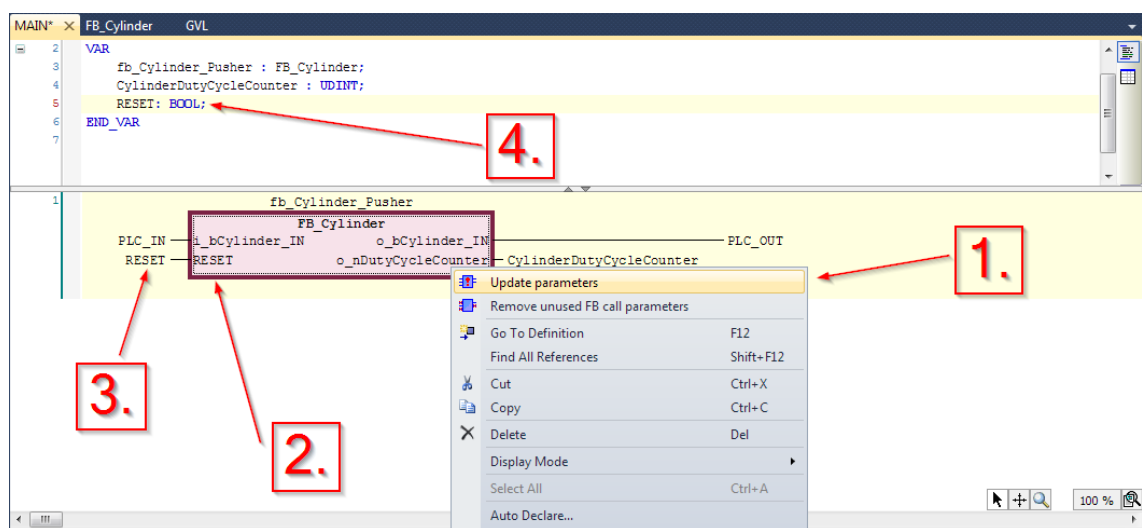 MAIN* FB_Cylinder GVL
2 VAR
3 fb_Cylinder_Pusher : FB_Cylinder;
4 CylinderDutyCycleCounter : UDINT;
5 RESET: BOOL;
6 END_VAR
7
4.
1 fb_Cylinder_Pusher
FB_Cylinder
PLC_IN i_bCylinder_IN o_bCylinder_IN PLC_OUT
RESET RESET o_nDutyCycleCounter CylinderDutyCycleCounter
1.
Update parameters
Remove unused FB call parameters
Go To Definition F12
Find All References Shift+F12
3.
Cut Ctrl+X
Copy Ctrl+C
2.
Delete Del
Display Mode
Select All Ctrl+A
100 %
Auto Declare...